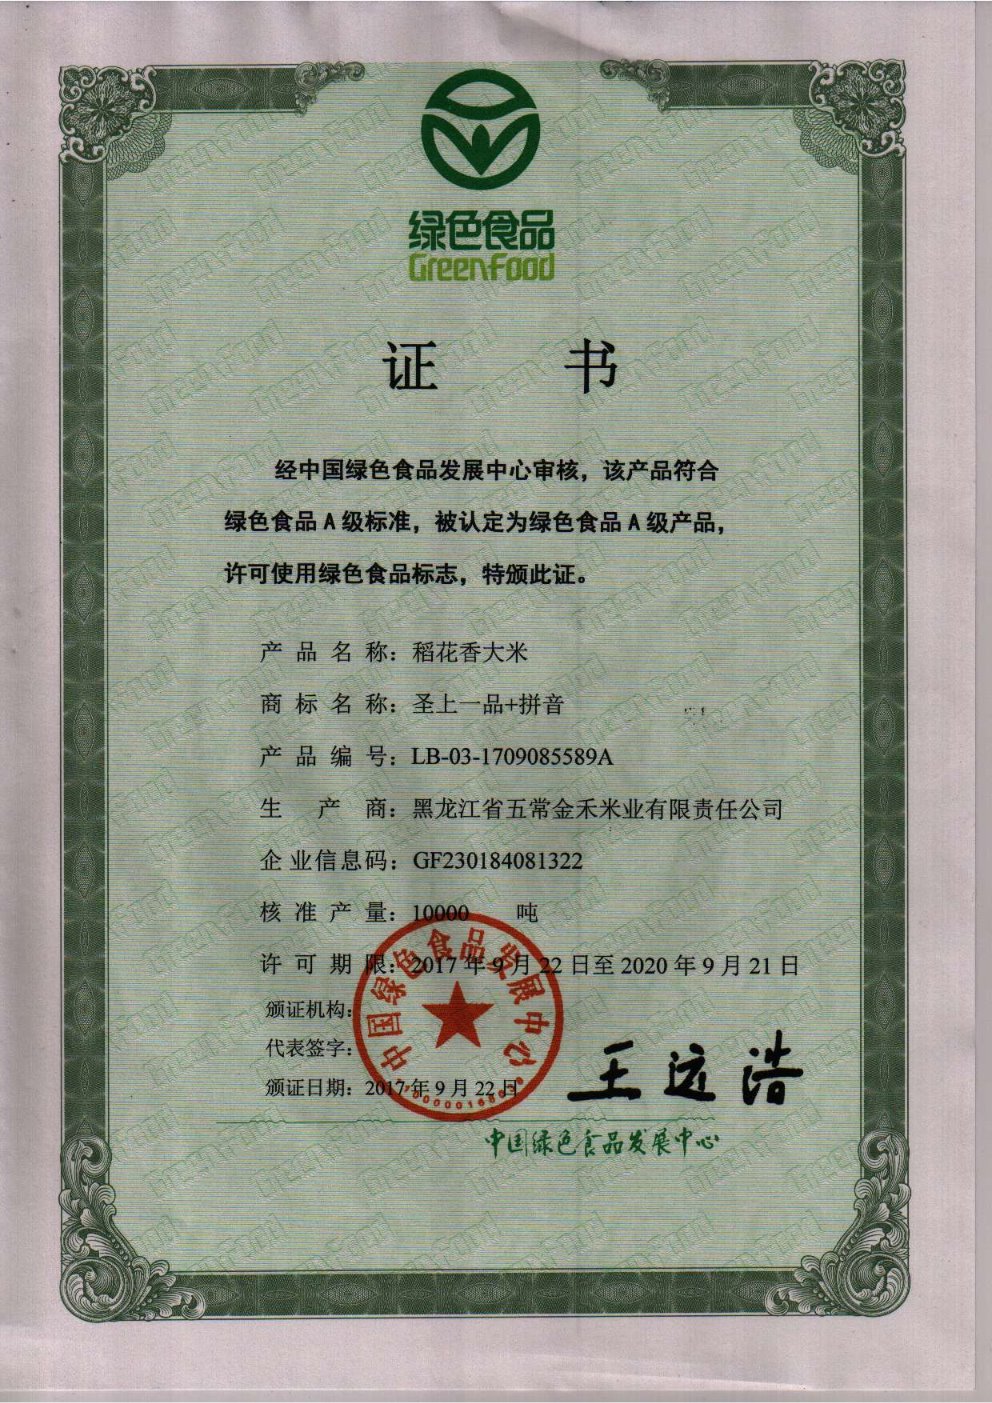 绿色食品
GreenFood
证 书
经中国绿色食品发展中心审核，该产品符合
绿色食品A级标准，被认定为绿色食品A级产品，
许可使用绿色食品标志，特颁此证。
产品名称：稻花香大米
商标名称：圣上一品+拼音
产品编号：LB-03-1709085589A
生产商：黑龙江省五常金禾米业有限责任公司
企业信息码：GF230184081322
核准产量：10000 吨
许可期限：2017年9月22日至2020年9月21日
颁证机构：
代表签字：
颁证日期：2017年9月22日
中国绿色食品发展中心
王运浩
中国绿色食品发展中心